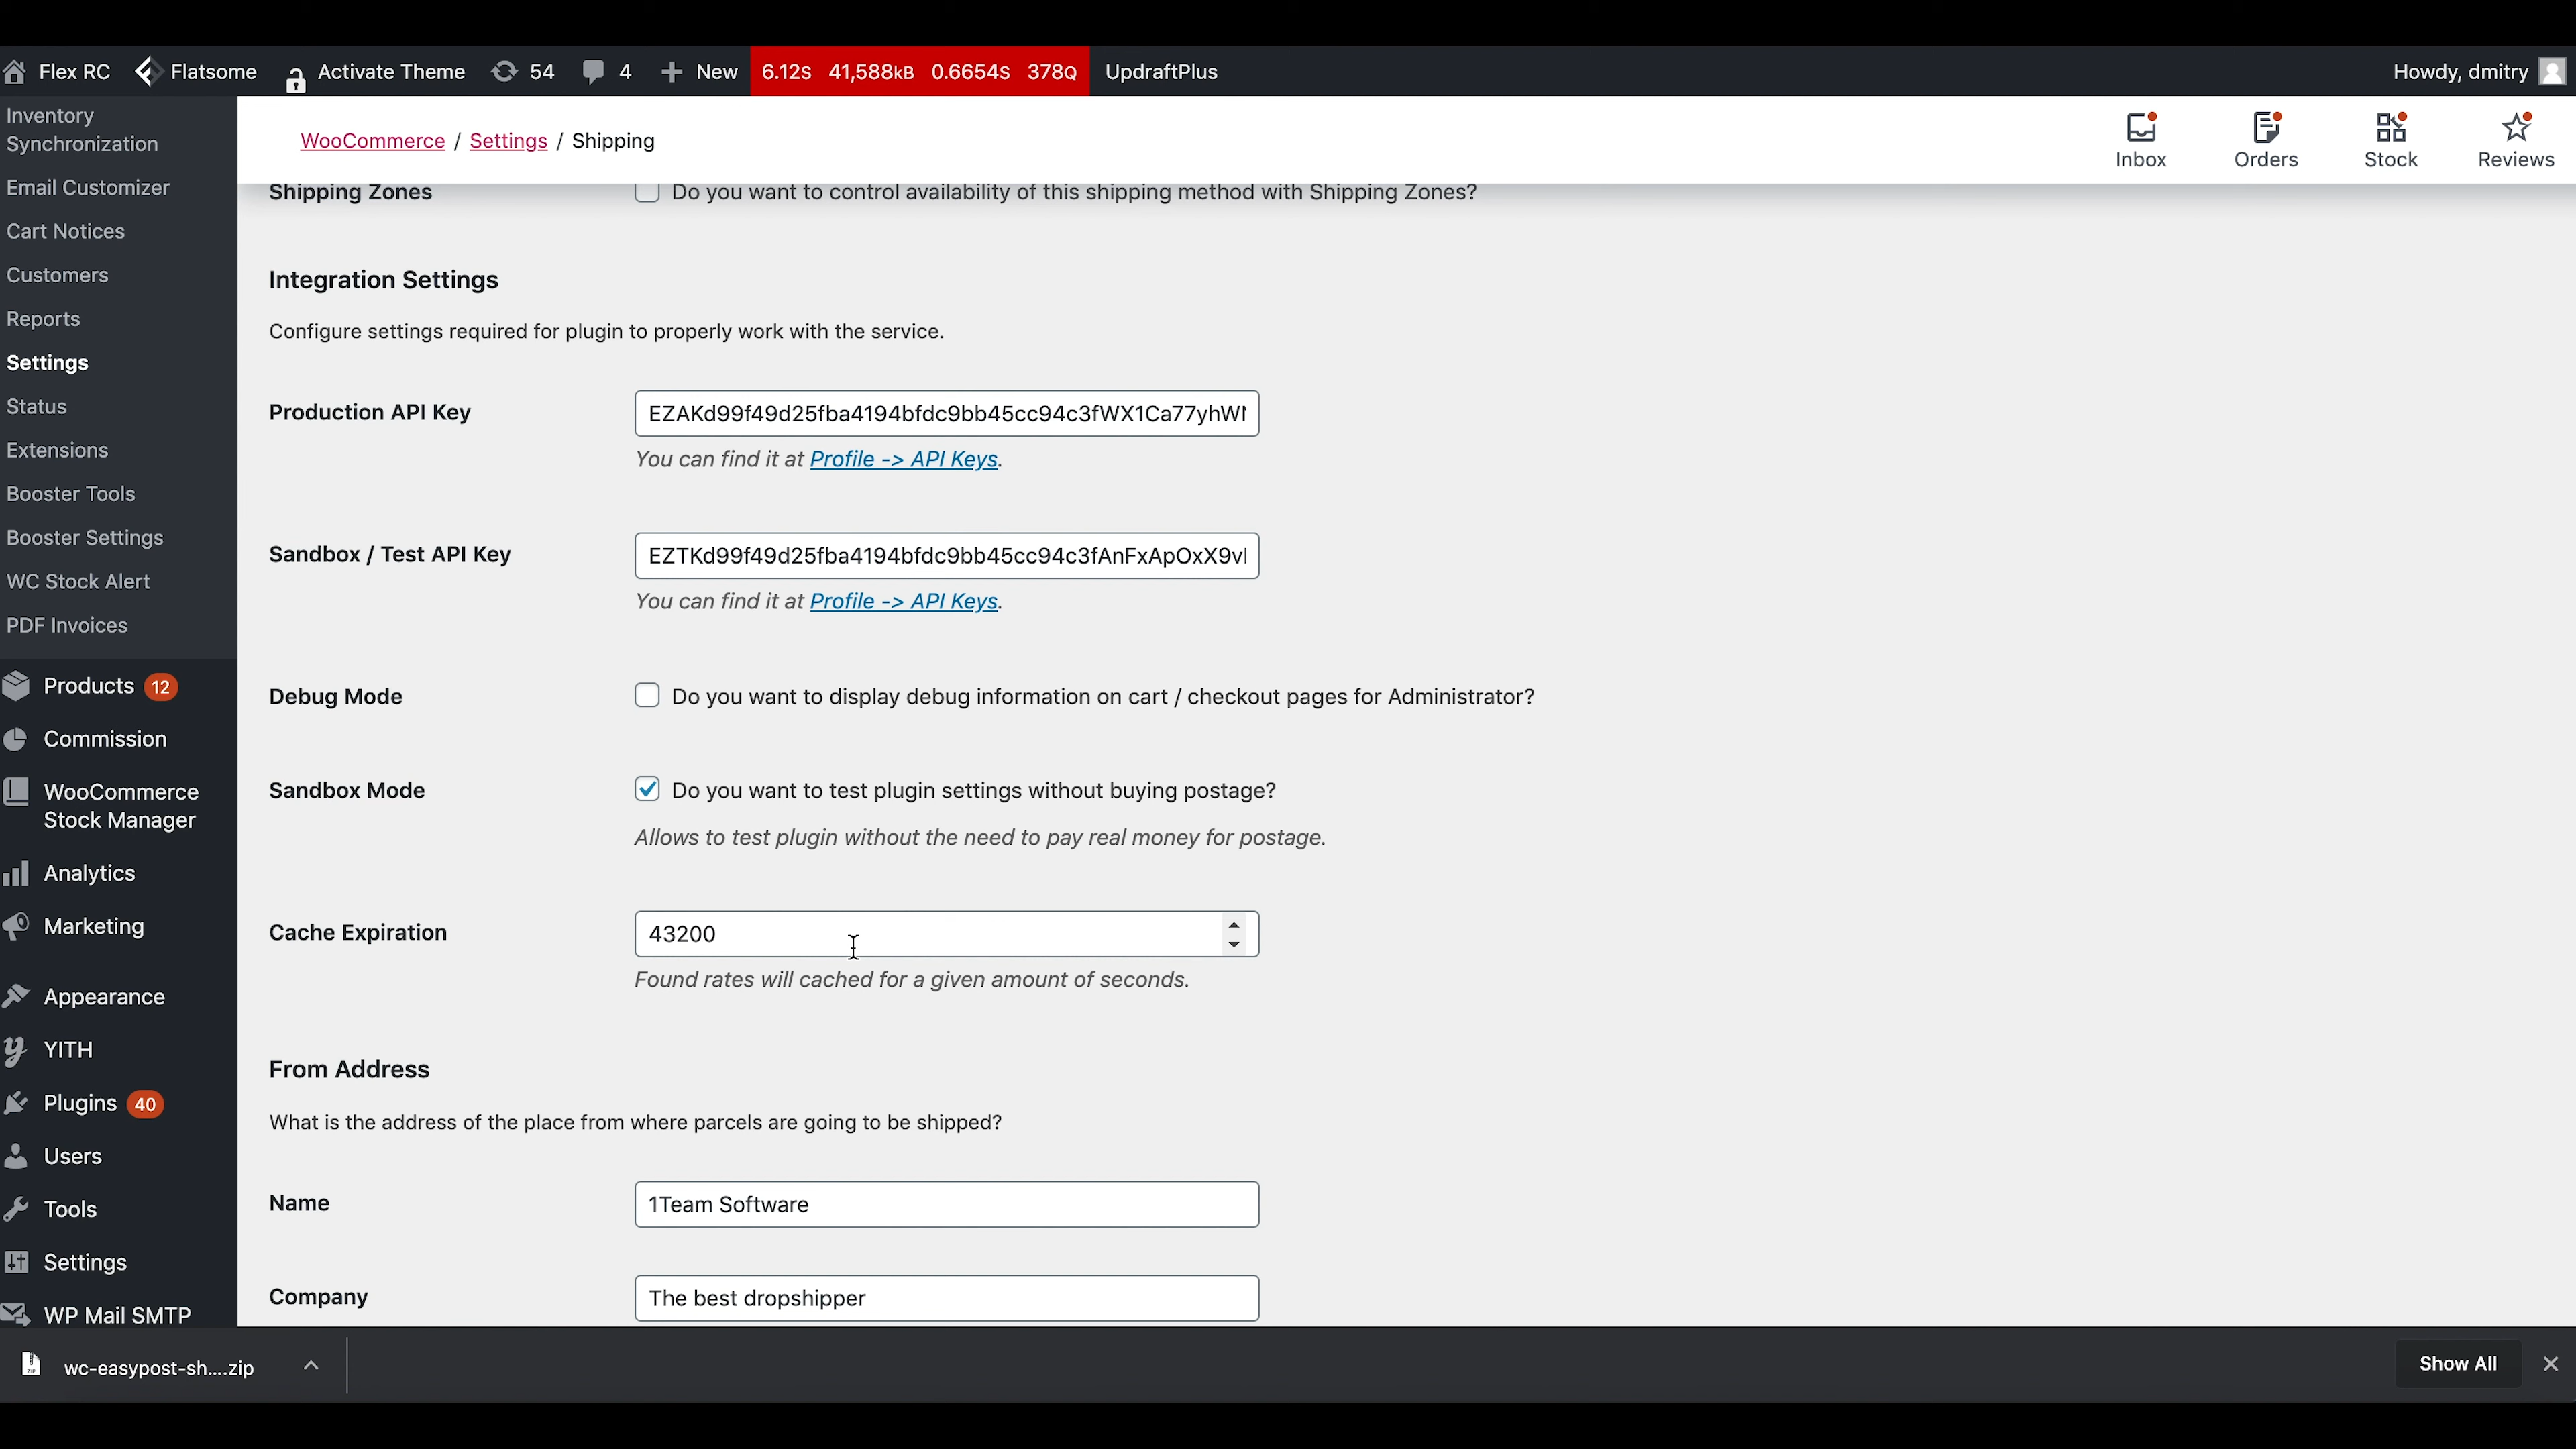 Flex RC Flatsome Activate Theme 54 4 New 6.12s 41,588KB 0.6654s 378Q UpdraftPlus Howdy, dmitry
Inventory
Synchronization
Email Customizer
Cart Notices
Customers
Reports
Settings
Status
Extensions
Booster Tools
Booster Settings
WC Stock Alert
PDF Invoices
Products 12
Commission
WooCommerce
Stock Manager
Analytics
Marketing
Appearance
YITH
Plugins 40
Users
Tools
Settings
WP Mail SMTP
WooCommerce / Settings / Shipping
Inbox Orders Stock Reviews
Shipping Zones Do you want to control availability of this shipping method with Shipping Zones?
Integration Settings
Configure settings required for plugin to properly work with the service.
Production API Key EZAKd99f49d25fba4194bfdc9bb45cc94c3fWX1Ca77yhW
You can find it at Profile -> API Keys.
Sandbox / Test API Key EZTKd99f49d25fba4194bfdc9bb45cc94c3fAnFxApOxX9v
You can find it at Profile -> API Keys.
Debug Mode Do you want to display debug information on cart / checkout pages for Administrator?
Sandbox Mode Do you want to test plugin settings without buying postage?
Allows to test plugin without the need to pay real money for postage.
Cache Expiration 43200
Found rates will cached for a given amount of seconds.
From Address
What is the address of the place from where parcels are going to be shipped?
Name 1Team Software
Company The best dropshipper
wc-easypost-sh....zip Show All